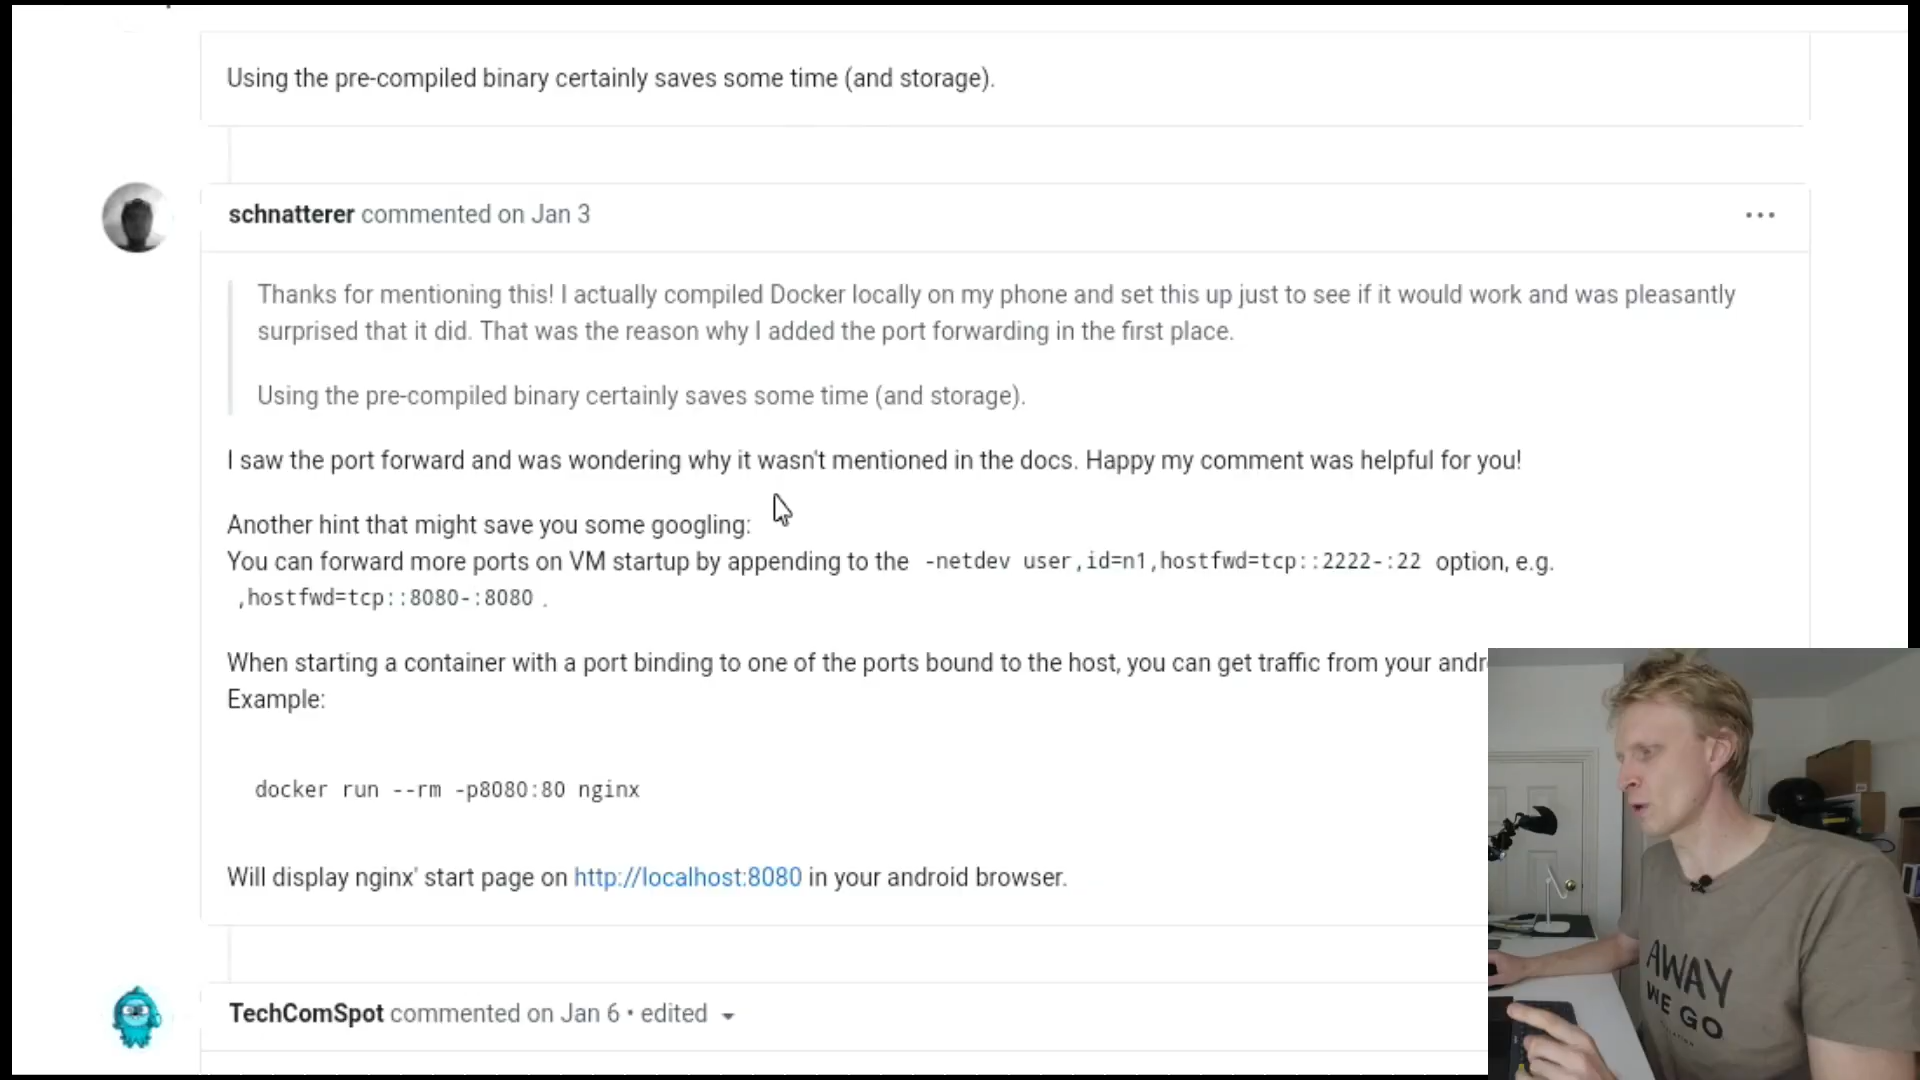 Using the pre-compiled binary certainly saves some time (and storage).
schnatterer commented on Jan 3
Thanks for mentioning this! I actually compiled Docker locally on my phone and set this up just to see if it would work and was pleasantly
surprised that it did. That was the reason why I added the port forwarding in the first place.
Using the pre-compiled binary certainly saves some time (and storage).
I saw the port forward and was wondering why it wasn't mentioned in the docs. Happy my comment was helpful for you!
Another hint that might save you some googling:
You can forward more ports on VM startup by appending to the -netdev user,id=n1,hostfwd=tcp::2222-:22 option, e.g.
,hostfwd=tcp::8080-:8080 .
When starting a container with a port binding to one of the ports bound to the host, you can get traffic from your andr
Example:
docker run --rm -p8080:80 nginx
Will display nginx' start page on http://localhost:8080 in your android browser.
TechComSpot commented on Jan 6 • edited
AWAY
WE GO